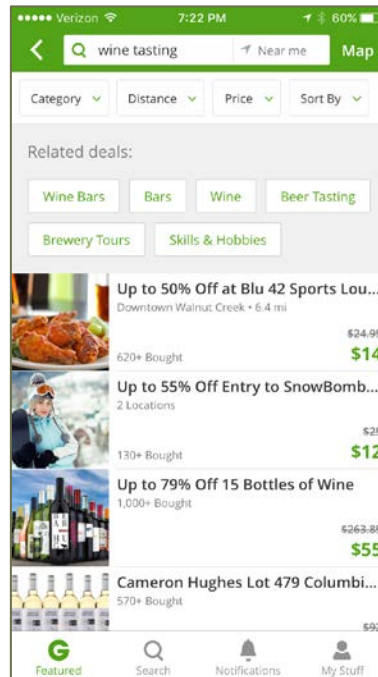 Verizon 7:22 PM 60%
wine tasting Near me Map
Category Distance Price Sort By
Related deals:
Wine Bars Bars Wine Beer Tasting
Brewery Tours Skills & Hobbies
Up to 50% Off at Blu 42 Sports Lou...
Downtown Walnut Creek • 6.4 mi
620+ Bought
$14
Up to 55% Off Entry to SnowBomb...
2 Locations
130+ Bought
$12
Up to 79% Off 15 Bottles of Wine
1,000+ Bought
$263.8
$55
Cameron Hughes Lot 479 Columbi...
570+ Bought
G
Featured Search Notifications My Stuff